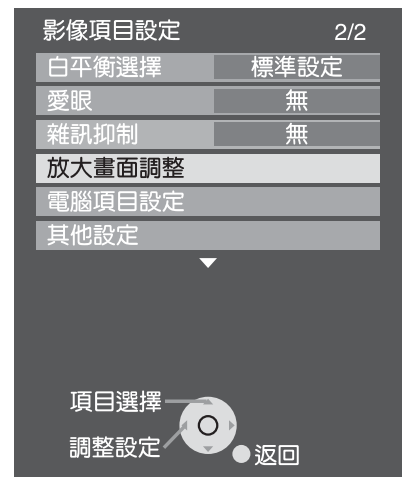 影像項目設定 2/2
白平衡選擇 標準設定
愛眼 無
雜訊抑制 無
放大畫面調整
電腦項目設定
其他設定
項目選擇
調整設定
返回